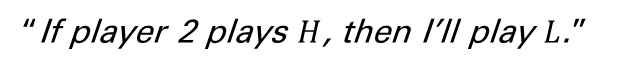 “If player 2 plays H, then I’ll play L.”